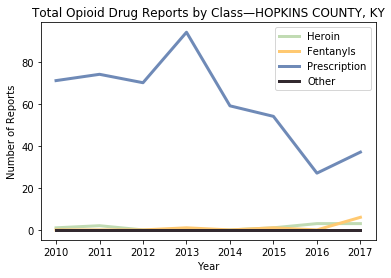 Total Opioid Drug Reports by Class—HOPKINS COUNTY, KY
Heroin
Fentanyls
Prescription
Other
Number of Reports
80
60
40
20
0
2010 2011 2012 2013 2014 2015 2016 2017
Year